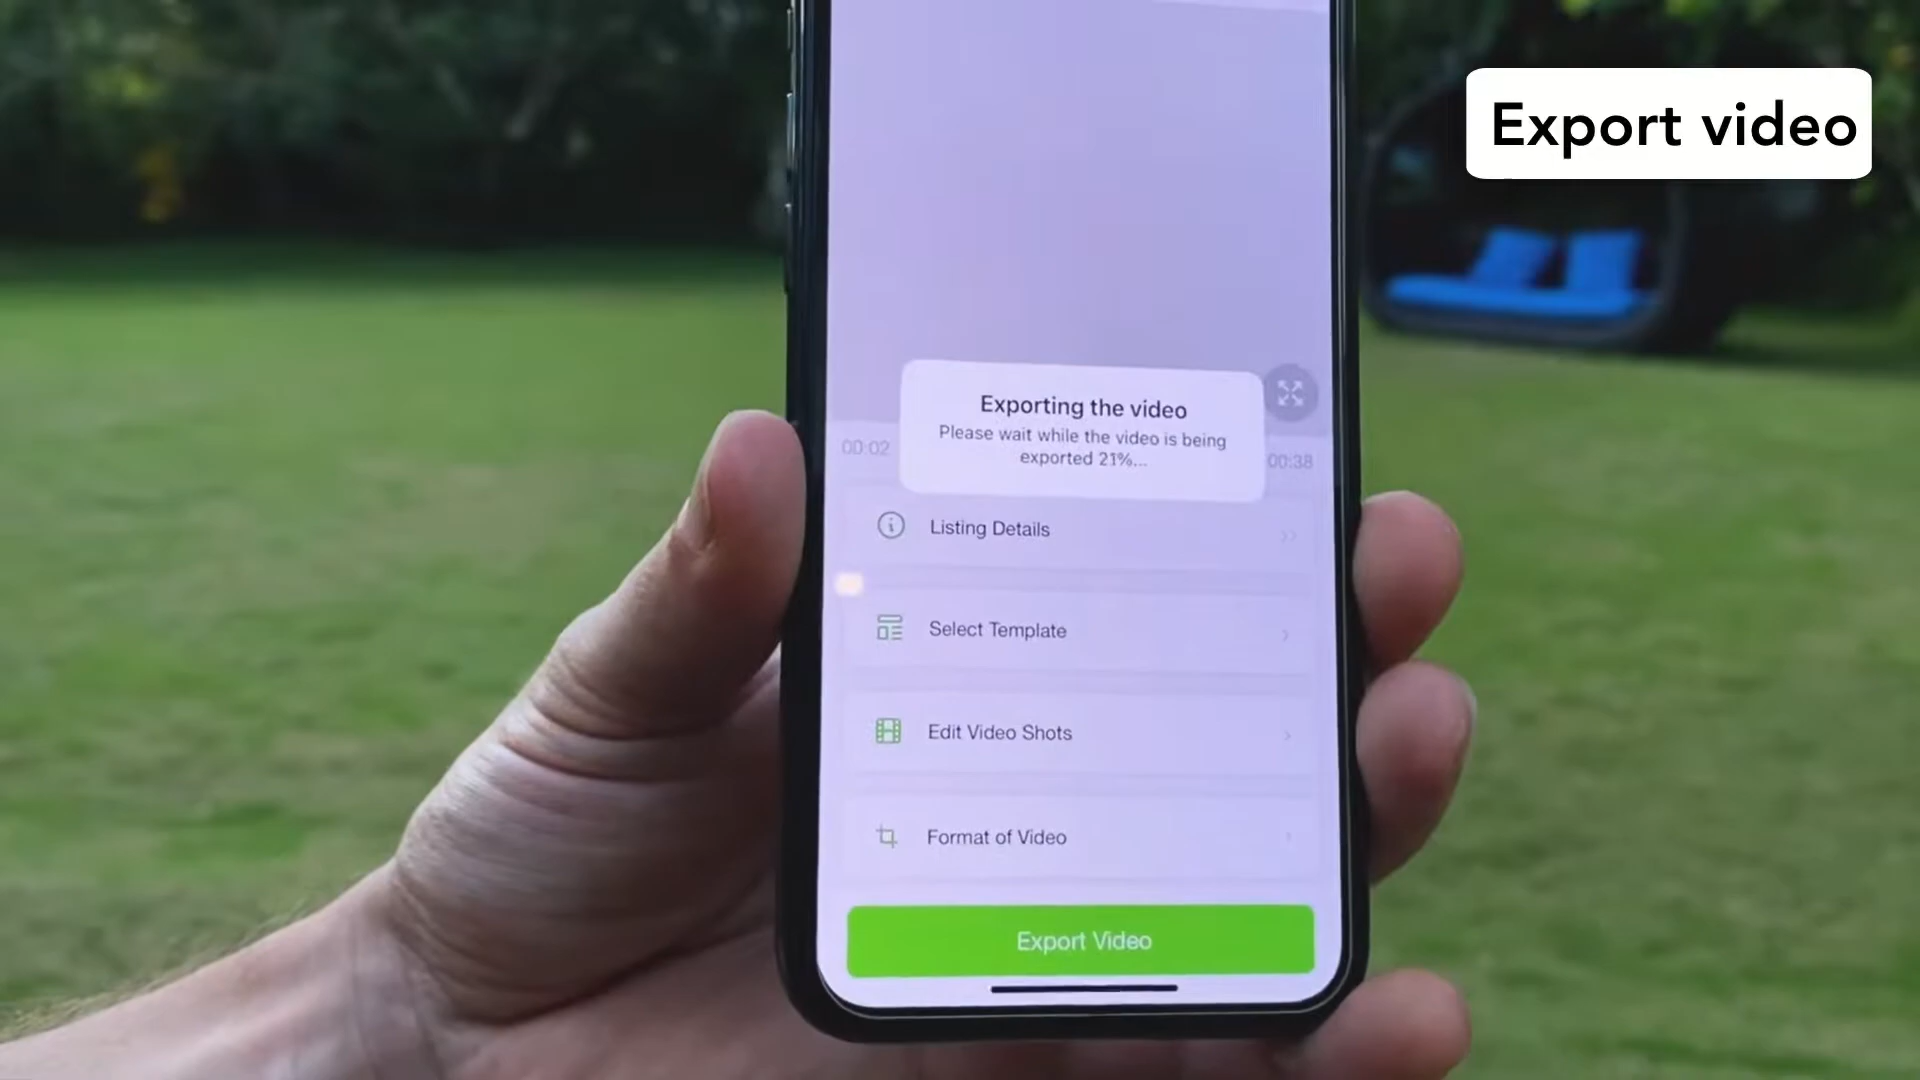 Export video
Exporting the video
Please wait while the video is being
exported 21%...
00:02
00:38
Listing Details
Select Template
Edit Video Shots
Format of Video
Export Video